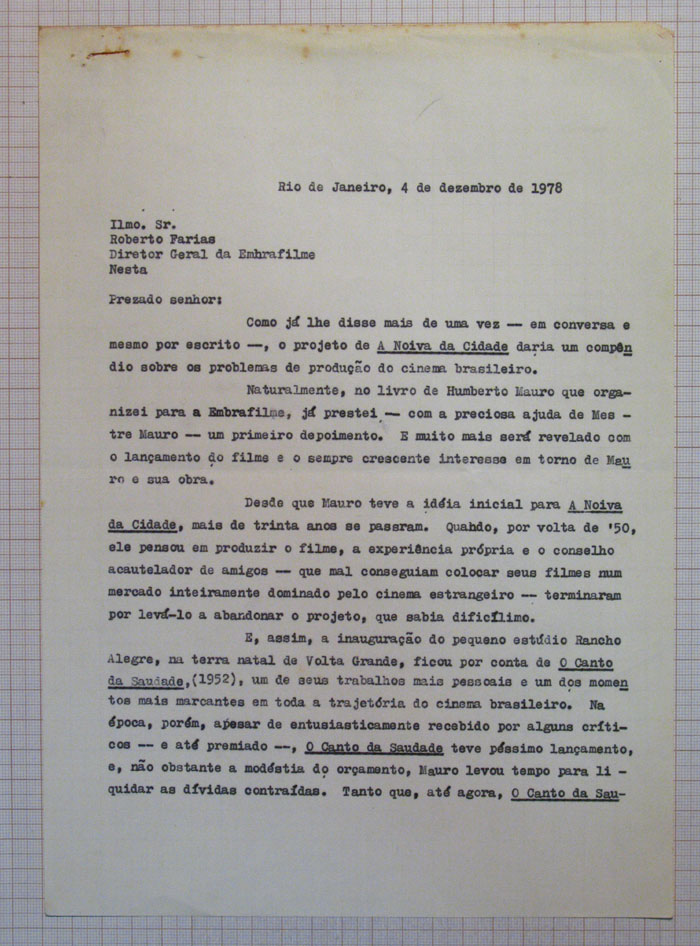 Rio de Janeiro, 4 de dezembro de 1978
Ilmo. Sr.
Roberto Farias
Diretor Geral da Embrafilme
Nesta
Prezado senhor:
Como já lhe disse mais de uma vez — em conversa e
mesmo por escrito —, o projeto de A Noiva da Cidade daria um compên
dio sobre os problemas de produção do cinema brasileiro.
Naturalmente, no livro de Humberto Mauro que orga-
nizei para a Embrafilme, já prestei — com a preciosa ajuda de Mes -
tre Mauro — um primeiro depoimento. E muito mais será revelado com
o lançamento do filme e o sempre crescente interesse em torno de Mau
ro e sua obra.
Desde que Mauro teve a idéia inicial para A Noiva
da Cidade, mais de trinta anos se passram. Quahdo, por volta de '50,
ele pensou em produzir o filme, a experiência própria e o conselho
acautelador de amigos — que mal conseguiam colocar seus filmes num
mercado inteiramente dominado pelo cinema estrangeiro — terminaram
por levá-lo a abandonar o projeto, que sabia dificílimo.
E, assim, a inauguração do pequeno estúdio Rancho
Alegre, na terra natal de Volta Grande, ficou por conta de O Canto
da Saudade,(1952), um de seus trabalhos mais pessoais e um dos momen
tos mais marcantes em toda a trajetória do cinema brasileiro. Na
época, porém, apesar de entusiasticamente recebido por alguns críti-
cos — e até premiado —, O Canto da Saudade teve péssimo lançamento,
e, não obstante a modéstia do orçamento, Mauro levou tempo para li -
quidar as dívidas contraídas. Tanto que, até agora, O Canto da Sau-